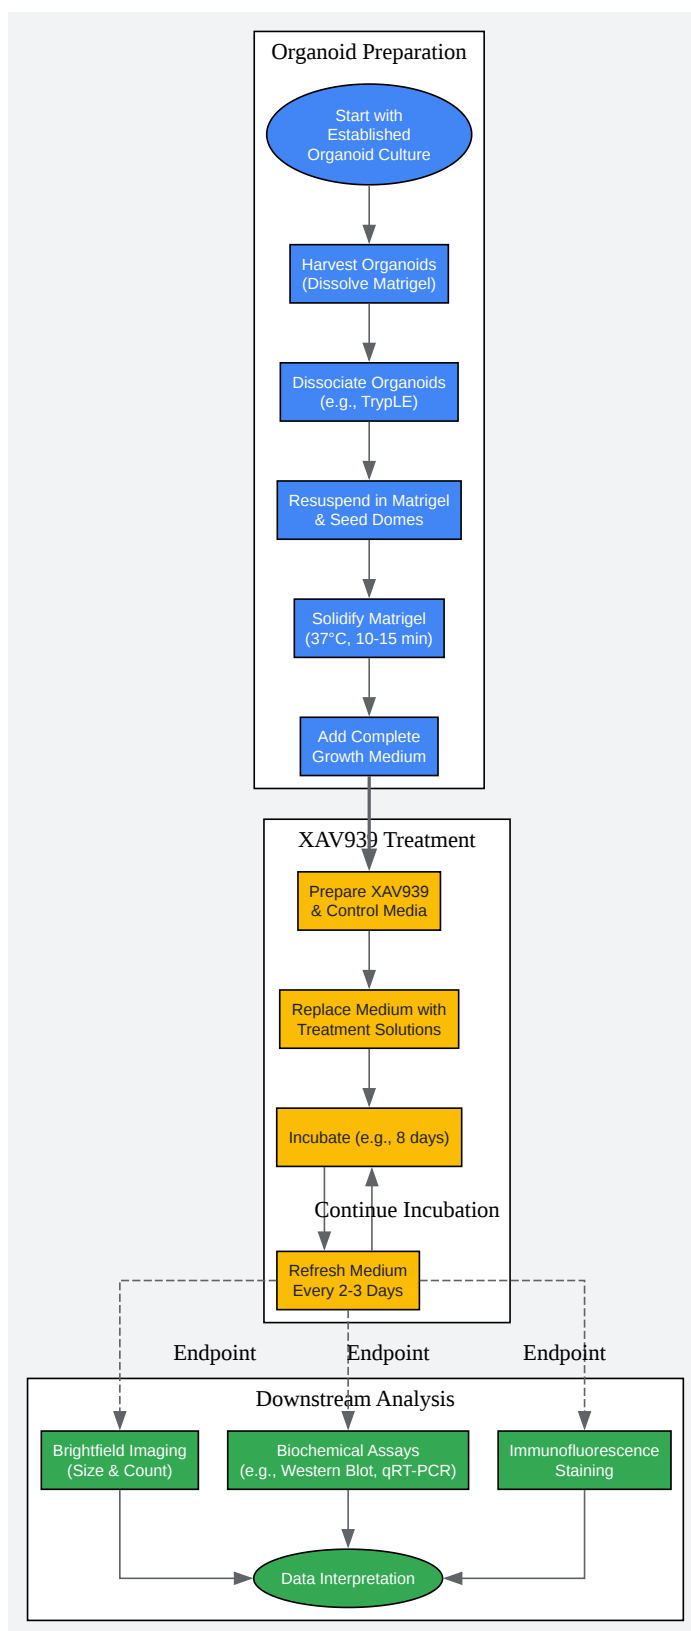 Organoid Preparation
Start with
Established
Organoid Culture
Harvest Organoids
(Dissolve Matrigel)
Dissociate Organoids
(e.g., TrypLE)
Resuspend in Matrigel
& Seed Domes
Solidify Matrigel
(37°C, 10-15 min)
Add Complete
Growth Medium
XAV939 Treatment
Prepare XAV939
& Control Media
Replace Medium with
Treatment Solutions
Incubate (e.g., 8 days)
Continue Incubation
Refresh Medium
Every 2-3 Days
Endpoint
Endpoint
Endpoint
Downstream Analysis
Brightfield Imaging
(Size & Count)
Biochemical Assays
(e.g., Western Blot, qRT-PCR)
Immunofluorescence
Staining
Data Interpretation